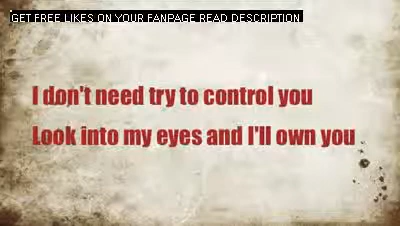 GET FREE LIKES ON YOUR FANPAGE READ DESCRIPTION
I don't need try to control you
Look into my eyes and I'll own you